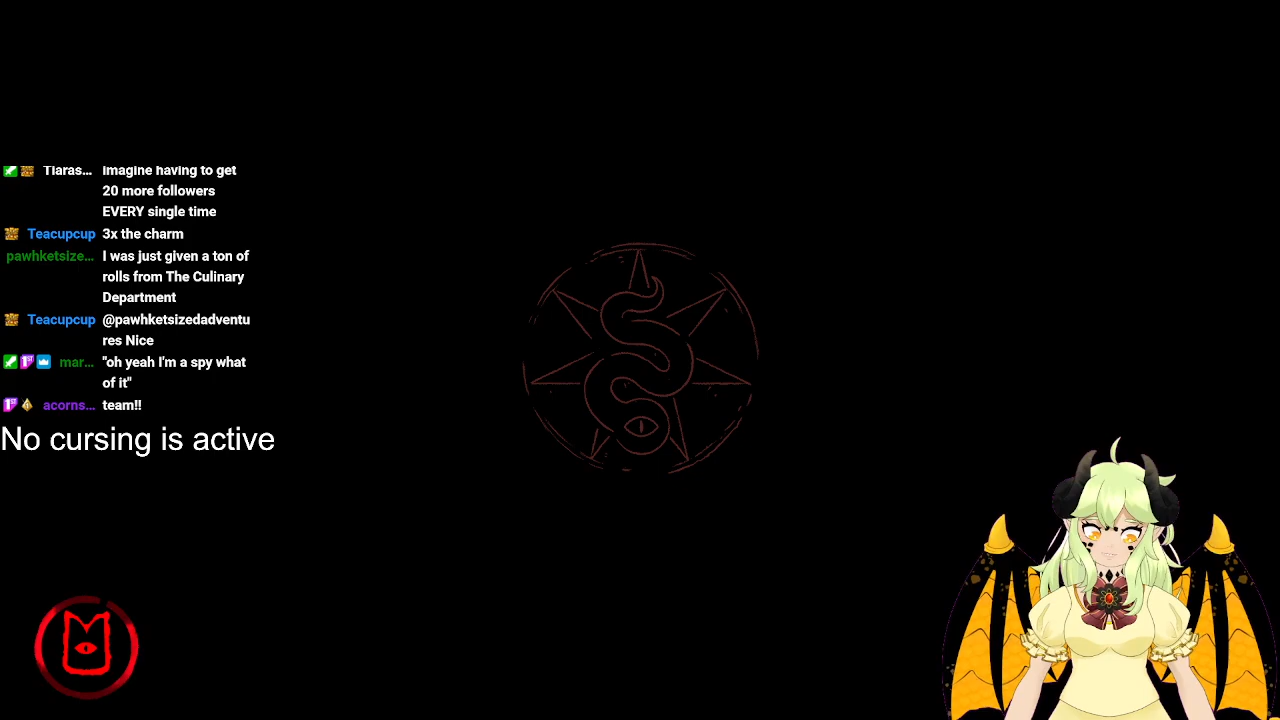 Tiaras... Imagine having to get
20 more followers
EVERY single time
Teacupcup 3x the charm
pawhketsize... I was just given a ton of
rolls from The Culinary
Department
Teacupcup @pawhketsizedadventu
res Nice
mar... "oh yeah I'm a spy what
of it"
acorns... team!!
No cursing is active